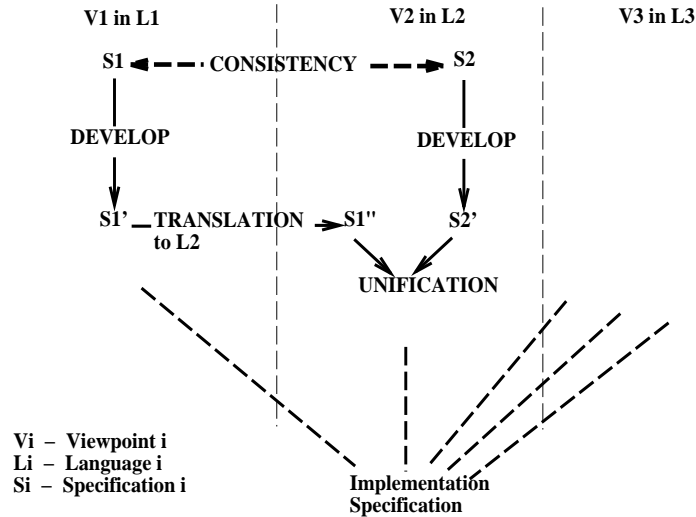 V1 in L1 V2 in L2 V3 in L3
S1 CONSISTENCY S2
DEVELOP DEVELOP
S1' TRANSLATION S1'' S2'
to L2
UNIFICATION
Vi – Viewpoint i
Li – Language i
Si – Specification i
Implementation
Specification